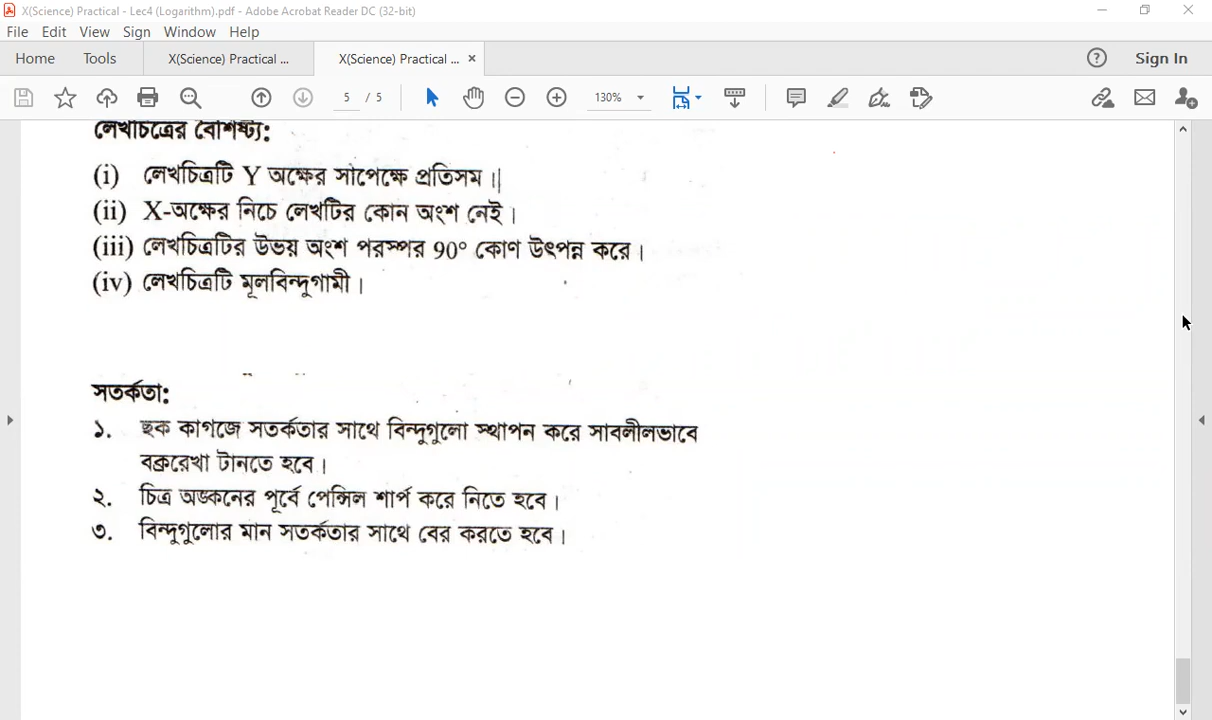 X(Science) Practical - Lec4 (Logarithm).pdf - Adobe Acrobat Reader DC (32-bit)
File Edit View Sign Window Help
Home Tools X(Science) Practical ... X(Science) Practical ... × Sign In
5 / 5 130%
লেখচিত্রের বৈশিষ্ট্য:
(i) লেখচিত্রটি Y অক্ষের সাপেক্ষে প্রতিসম।
(ii) X-অক্ষের নিচে লেখটির কোন অংশ নেই।
(iii) লেখচিত্রটির উভয় অংশ পরস্পর 90° কোণ উৎপন্ন করে।
(iv) লেখচিত্রটি মূলবিন্দুগামী।
সতর্কতা:
১. ছক কাগজে সতর্কতার সাথে বিন্দুগুলো স্থাপন করে সাবলীলভাবে
বক্ররেখা টানতে হবে।
২. চিত্র অঙ্কনের পূর্বে পেন্সিল শার্প করে নিতে হবে।
৩. বিন্দুগুলোর মান সতর্কতার সাথে বের করতে হবে।